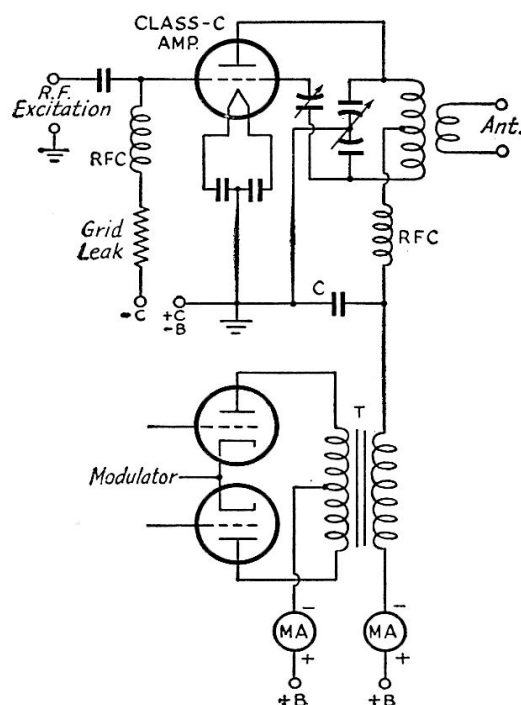 CLASS-C
AMP.
R.F.
Excitation
RFC
Grid
Leak
-C
+C
-B
C
RFC
Ant.
T
Modulator
-
MA
+
+B
-
MA
+
+B